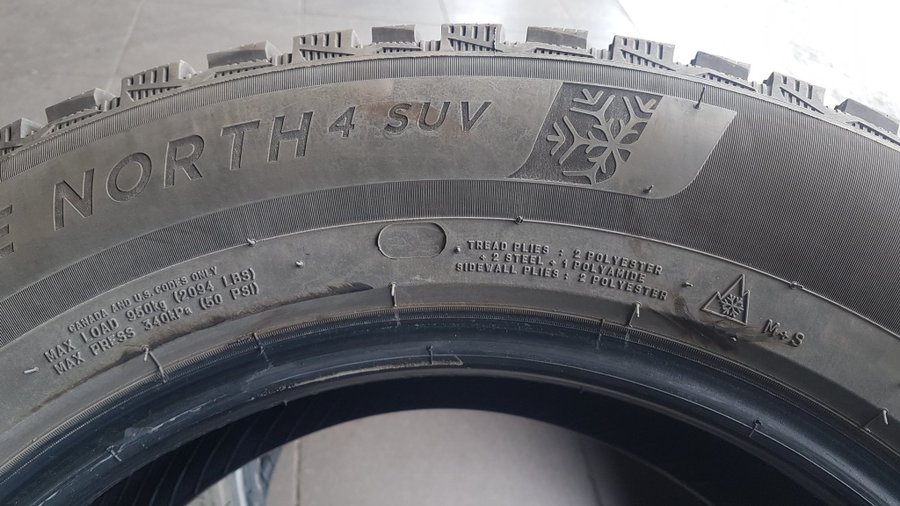 E NORTH 4 SUV
CANADA AND U.S. CODES ONLY
MAX LOAD 950kg (2094 LBS)
MAX PRESS 340kPa (50 PSI)
TREAD PLIES : 2 POLYESTER
+ 2 STEEL + 1 POLYAMIDE
SIDEWALL PLIES : 2 POLYESTER
M+S